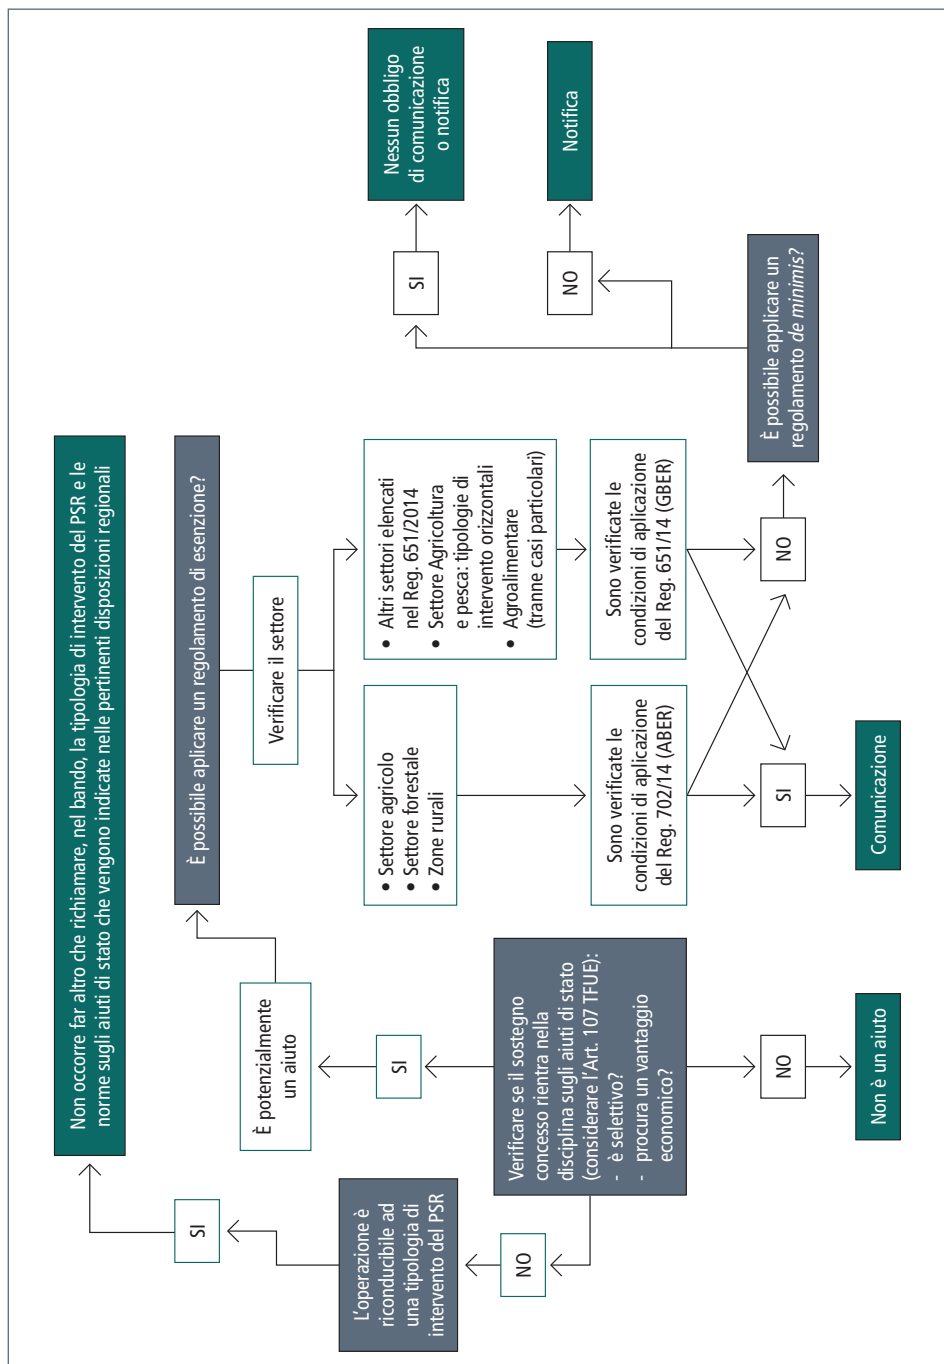 L'operazione è
riconducibile ad
una tipologia di
intervento del PSR
SI
Non occorre far altro che richiamare, nel bando, la tipologia di intervento del PSR e le
norme sugli aiuti di stato che vengono indicate nelle pertinenti disposizioni regionali
NO
Verificare se il sostegno
concesso rientra nella
disciplina sugli aiuti di stato
(considerare l'Art. 107 TFUE):
- è selettivo?
- procura un vantaggio
economico?
SI
È potenzialmente
un aiuto
NO
Non è un aiuto
È possibile aplicare un regolamento di esenzione?
Verificare il settore
• Settore agricolo
• Settore forestale
• Zone rurali
• Altri settori elencati
nel Reg. 651/2014
• Settore Agricoltura
e pesca: tipologie di
intervento orizzontali
• Agroalimentare
(tranne casi particolari)
Sono verificate le
condizioni di aplicazione
del Reg. 702/14 (ABER)
Sono verificate le
condizioni di aplicazione
del Reg. 651/14 (GBER)
SI
NO
Comunicazione
È possibile applicare un
regolamento de minimis?
SI
NO
Nessun obbligo
di comunicazione
o notifica
Notifica